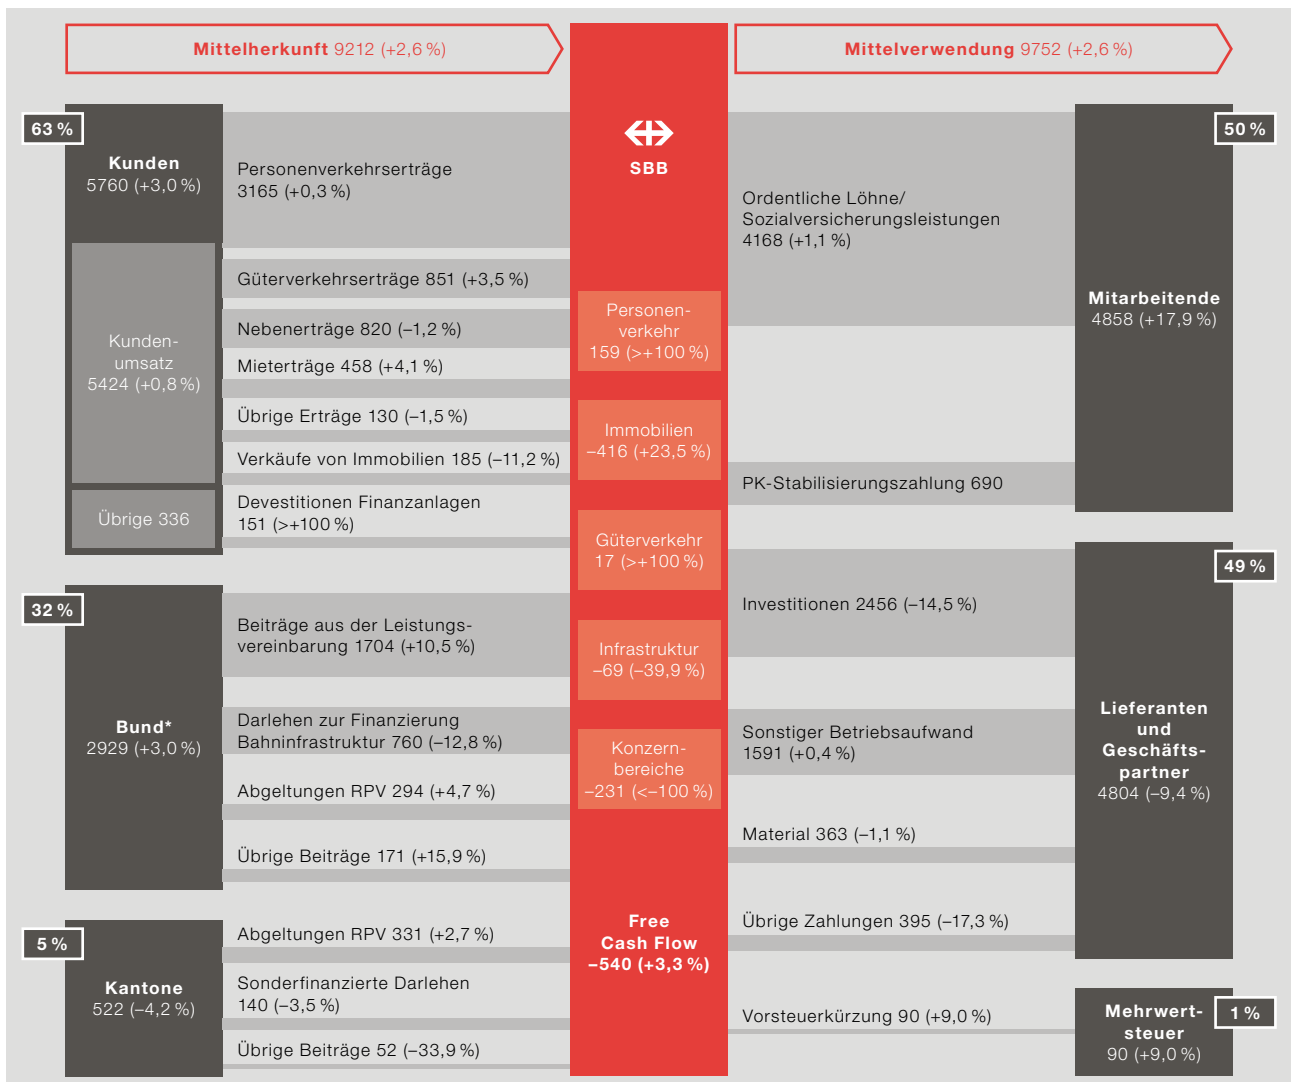 Mittelherkunft 9212 (+2,6 %)
63 %
Kunden
5760 (+3,0 %)
Kunden-
umsatz
5424 (+0,8 %)
Übrige 336
Personenverkehrserträge
3165 (+0,3 %)
Güterverkehrserträge 851 (+3,5 %)
Nebenerträge 820 (–1,2 %)
Mieterträge 458 (+4,1 %)
Übrige Erträge 130 (–1,5 %)
Verkäufe von Immobilien 185 (–11,2 %)
Devestitionen Finanzanlagen
151 (>+100 %)
32 %
Bund*
2929 (+3,0 %)
Beiträge aus der Leistungs-
vereinbarung 1704 (+10,5 %)
Darlehen zur Finanzierung
Bahninfrastruktur 760 (–12,8 %)
Abgeltungen RPV 294 (+4,7 %)
Übrige Beiträge 171 (+15,9 %)
5 %
Kantone
522 (–4,2 %)
Abgeltungen RPV 331 (+2,7 %)
Sonderfinanzierte Darlehen
140 (–3,5 %)
Übrige Beiträge 52 (–33,9 %)
SBB
Personen-
verkehr
159 (>+100 %)
Immobilien
–416 (+23,5 %)
Güterverkehr
17 (>+100 %)
Infrastruktur
–69 (–39,9 %)
Konzern-
bereiche
–231 (<–100 %)
Free
Cash Flow
–540 (+3,3 %)
Mittelverwendung 9752 (+2,6 %)
Ordentliche Löhne/
Sozialversicherungsleistungen
4168 (+1,1 %)
PK-Stabilisierungszahlung 690
50 %
Mitarbeitende
4858 (+17,9 %)
Investitionen 2456 (–14,5 %)
Sonstiger Betriebsaufwand
1591 (+0,4 %)
Material 363 (–1,1 %)
Übrige Zahlungen 395 (–17,3 %)
49 %
Lieferanten
und
Geschäfts-
partner
4804 (–9,4 %)
Vorsteuerkürzung 90 (+9,0 %)
Mehrwert-
steuer
90 (+9,0 %)
1 %